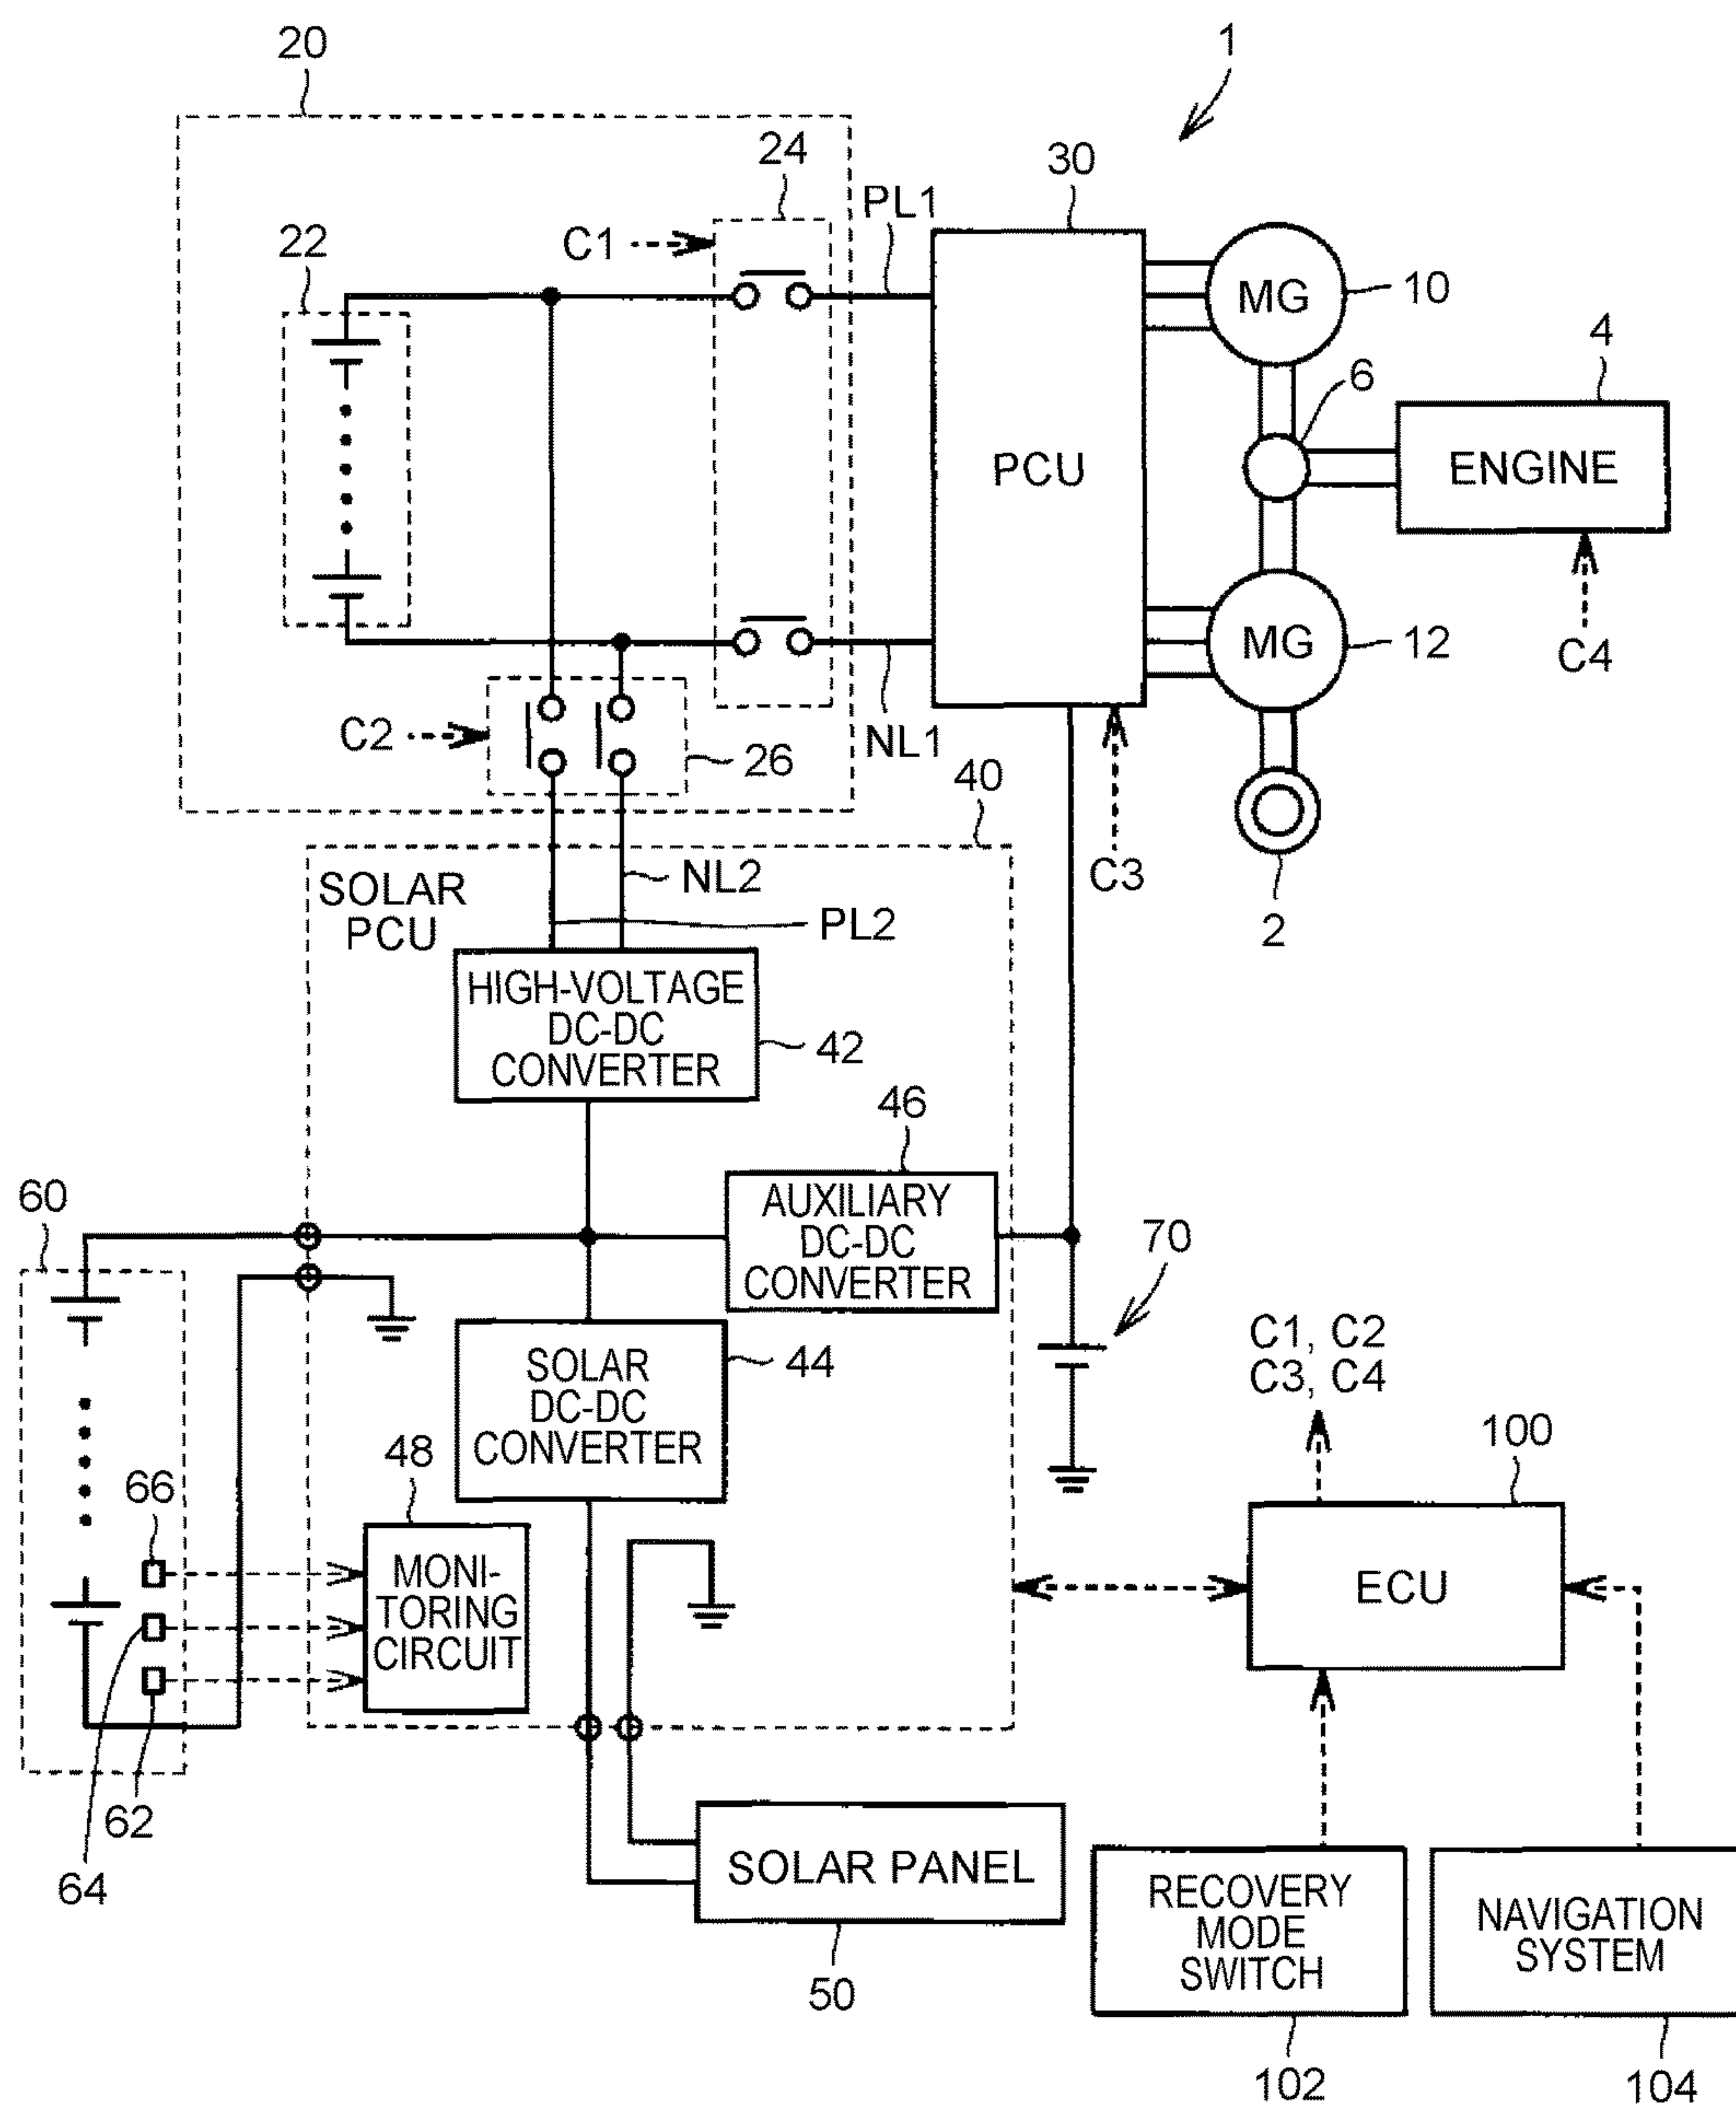 20
1
24
30
PL1
22
C1
MG
10
4
6
PCU
ENGINE
MG
12
C4
C2
26
NL1
40
C3
2
SOLAR
PCU
NL2
PL2
HIGH-VOLTAGE
DC-DC
CONVERTER
42
46
60
AUXILIARY
DC-DC
CONVERTER
70
SOLAR
DC-DC
CONVERTER
44
C1, C2
C3, C4
100
48
66
MONI-
TORING
CIRCUIT
ECU
62
64
SOLAR PANEL
50
RECOVERY
MODE
SWITCH
NAVIGATION
SYSTEM
102
104